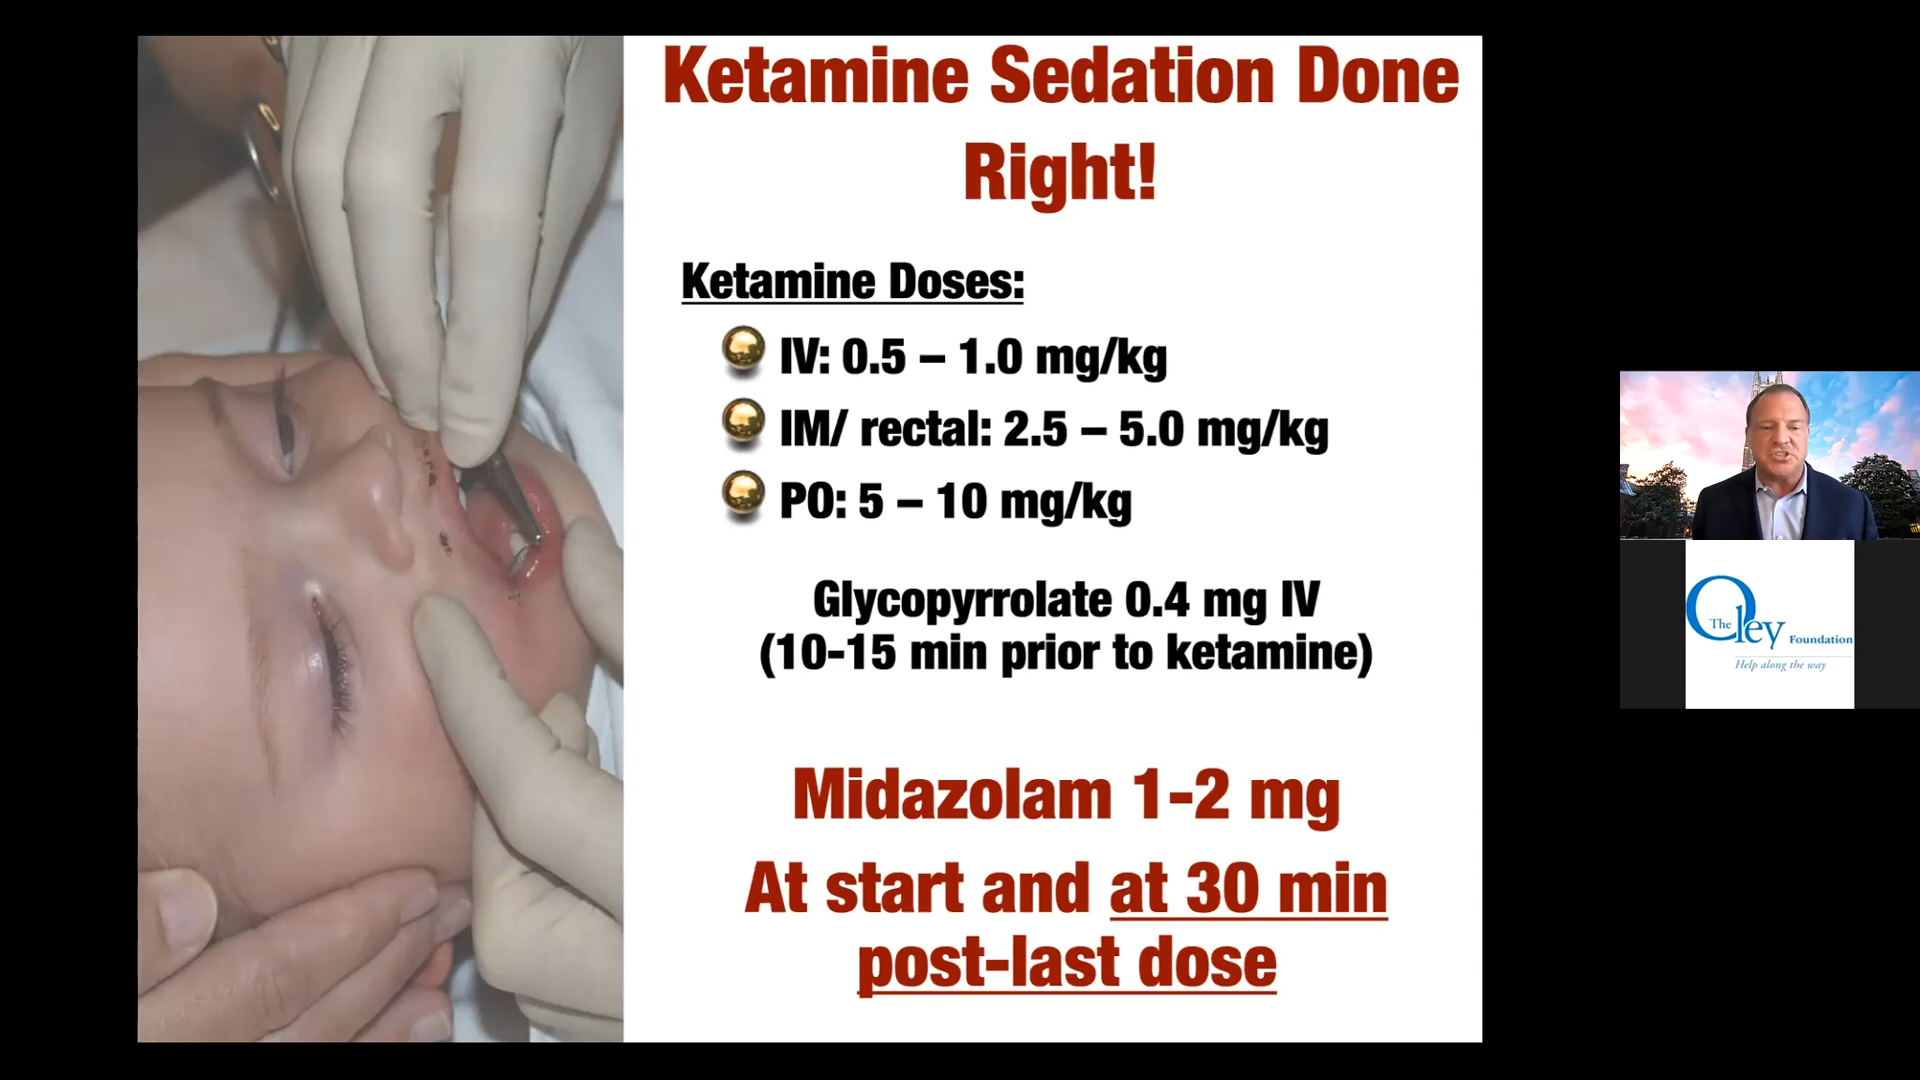 Ketamine Sedation Done
Right!
Ketamine Doses:
IV: 0.5 – 1.0 mg/kg
IM/ rectal: 2.5 – 5.0 mg/kg
PO: 5 – 10 mg/kg
Glycopyrrolate 0.4 mg IV
(10-15 min prior to ketamine)
Midazolam 1-2 mg
At start and at 30 min
post-last dose
The Oley Foundation
Help along the way